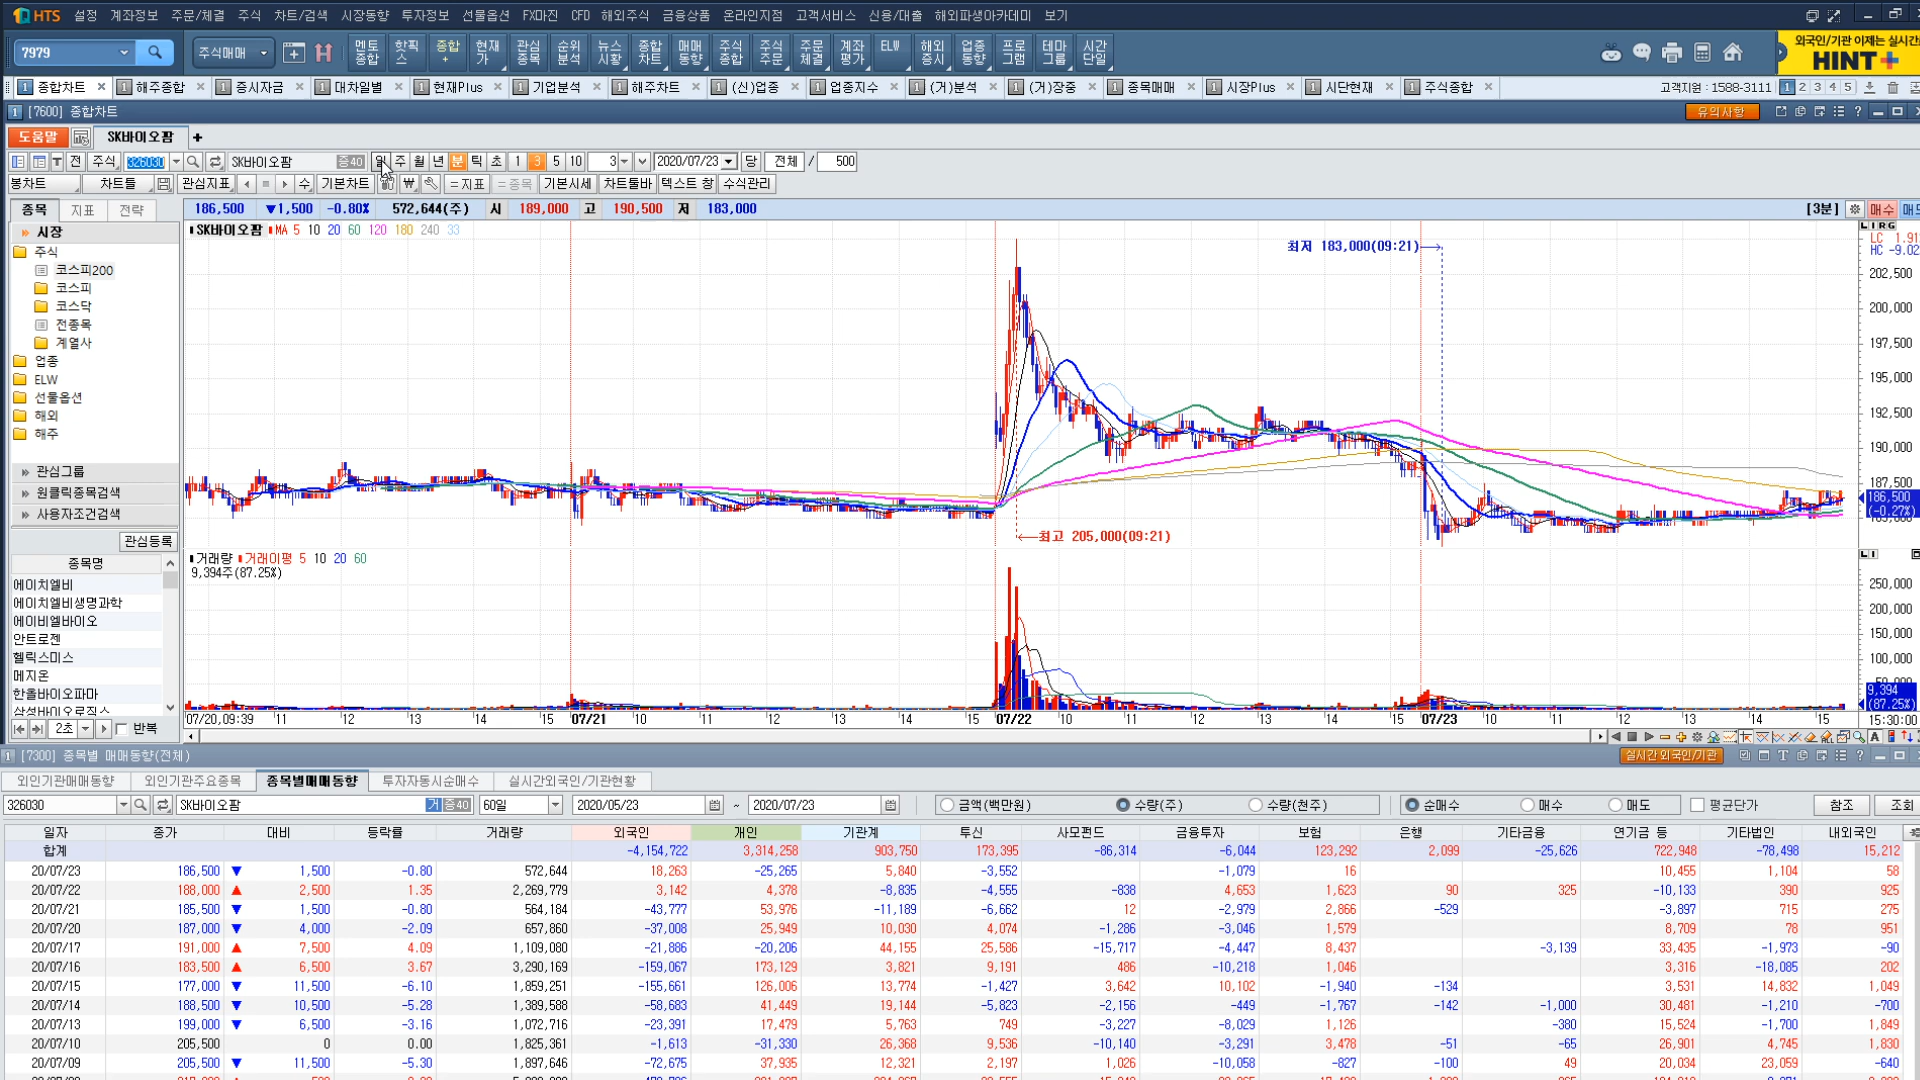 HTS 설정 계좌정보 주문/체결 주식 차트/검색 시장동향 투자정보 선물옵션 FX마진 CFD 해외주식 금융상품 온라인지점 고객서비스 신용/대출 해외파생아카데미 보기
7979 주식매매 멘토종합 핫픽스 종합+ 현재가 관심종목 순위분석 뉴스시황 종합차트 매매동향 주식종합 주식주문 주문체결 계좌평가 ELW 해외증시 업종동향 프로그램 테마그룹 시간단일 외국인/기관 이제는 실시간 HINT+
1 종합차트 1 해주종합 1 증시자금 1 대차일별 1 현재Plus 1 기업분석 1 해주차트 1 (신)업종 1 업종지수 1 (거)분석 1 (거)장중 1 종목매매 1 시장Plus 1 시단현재 1 주식종합 고객지원 : 1588-3111 1 2 3 4 5
1 [7600] 종합차트 유의사항
도움말 SK바이오팜 +
T 전 주식 326030 SK바이오팜 증40 일 주 월 년 분 틱 초 1 3 5 10 3 2020/07/23 당 전체 / 500
봉차트 차트틀 관심지표 수 기본차트 ₩ =지표 =종목 기본시세 차트툴바 텍스트 창 수식관리
종목 지표 전략
186,500 ▼1,500 -0.80% 572,644(주) 시 189,000 고 190,500 저 183,000 [3분] 매수
SK바이오팜 MA 5 10 20 60 120 180 240 33
시장
주식
코스피200
코스피
코스닥
전종목
계열사
업종
ELW
선물옵션
해외
해주
관심그룹
원클릭종목검색
사용자조건검색
관심등록
종목명
에이치엘비
에이치엘비생명과학
에이비엘바이오
안트로젠
헬릭스미스
메지온
한올바이오파마
삼성바이오로직스
2초 반복
최저 183,000(09:21)
최고 205,000(09:21)
202,500
200,000
197,500
195,000
192,500
190,000
187,500
186,500
(-0.27%)
거래량 거래이평 5 10 20 60
9,394주(87.25%)
250,000
200,000
150,000
100,000
50,000
9,394
(87.25%)
07/20,09:39 11 12 13 14 15 07/21 10 11 12 13 14 15 07/22 10 11 12 13 14 15 07/23 10 11 12 13 14 15 15:30:00
1 [7300] 종목별 매매동향(전체) 실시간 외국인/기관
외인기관매매동향 외인기관주요종목 종목별매매동향 투자자동시순매수 실시간외국인/기관현황
326030 SK바이오팜 거 증40 60일 2020/05/23 ~ 2020/07/23 금액(백만원) 수량(주) 수량(천주) 순매수 매수 매도 평균단가 참조 조회
일자 종가 대비 등락률 거래량 외국인 개인 기관계 투신 사모펀드 금융투자 보험 은행 기타금융 연기금 등 기타법인 내외국인
합계 -4,154,722 3,314,258 903,750 173,395 -86,314 -6,044 123,292 2,099 -25,626 722,948 -78,498 15,212
20/07/23 186,500 ▼ 1,500 -0.80 572,644 18,263 -25,265 5,840 -3,552 -1,079 16 10,455 1,104 58
20/07/22 188,000 ▲ 2,500 1.35 2,269,779 3,142 4,378 -8,835 -4,555 -838 4,653 1,623 90 325 -10,133 390 925
20/07/21 185,500 ▼ 1,500 -0.80 564,184 -43,777 53,976 -11,189 -6,662 12 -2,979 2,866 -529 -3,897 715 275
20/07/20 187,000 ▼ 4,000 -2.09 657,860 -37,008 25,949 10,030 4,074 -1,286 -3,046 1,579 8,709 78 951
20/07/17 191,000 ▲ 7,500 4.09 1,109,080 -21,886 -20,206 44,155 25,586 -15,717 -4,447 8,437 -3,139 33,435 -1,973 -90
20/07/16 183,500 ▲ 6,500 3.67 3,290,169 -159,067 173,129 3,821 9,191 486 -10,218 1,046 3,316 -18,085 202
20/07/15 177,000 ▼ 11,500 -6.10 1,859,251 -155,661 126,006 13,774 -1,427 3,642 10,102 -1,940 -134 3,531 14,832 1,049
20/07/14 188,500 ▼ 10,500 -5.28 1,389,588 -58,683 41,449 19,144 -5,823 -2,156 -449 -1,767 -142 -1,000 30,481 -1,210 -700
20/07/13 199,000 ▼ 6,500 -3.16 1,072,716 -23,391 17,479 5,763 749 -3,227 -8,029 1,126 -380 15,524 -1,700 1,849
20/07/10 205,500 0 0.00 1,825,361 -1,613 -31,330 26,368 9,536 -10,140 -3,291 3,478 -51 -65 26,901 4,745 1,830
20/07/09 205,500 ▼ 11,500 -5.30 1,897,646 -72,675 37,935 12,321 2,197 1,026 -10,058 -827 -100 49 20,034 23,059 -640